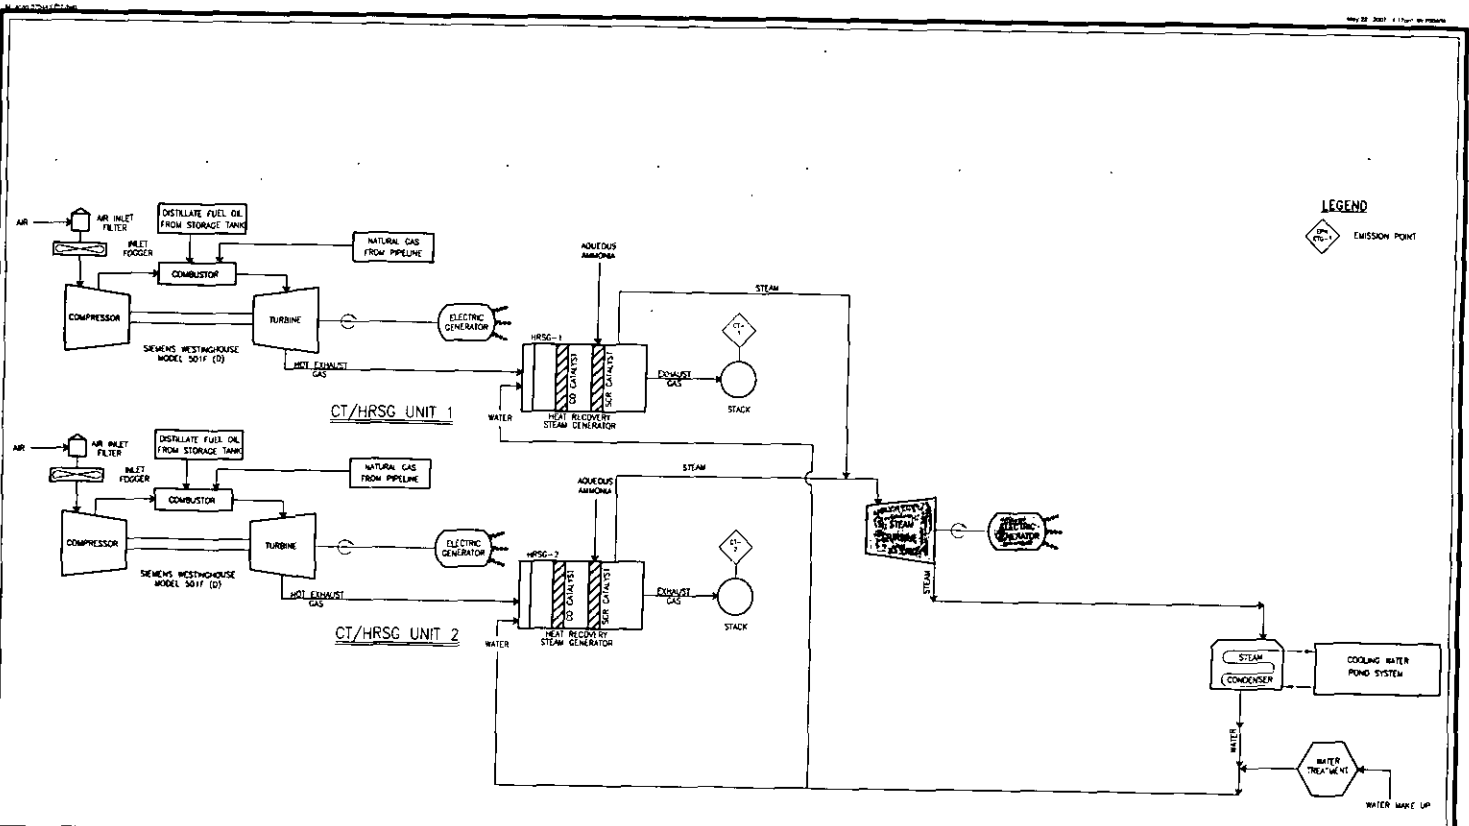 LEGEND
EMISSION POINT
AIR
AIR INLET
FILTER
INLET
FOGGER
DISTILLATE FUEL OIL
FROM STORAGE TANK
NATURAL GAS
FROM PIPELINE
COMBUSTOR
COMPRESSOR
TURBINE
ELECTRIC
GENERATOR
SIEMENS WESTINGHOUSE
MODEL 501F (D)
HOT EXHAUST
GAS
CT/HRSG UNIT 1
AQUEOUS
AMMONIA
STEAM
HRSG-1
CO CATALYST
SCR CATALYST
HEAT RECOVERY
STEAM GENERATOR
WATER
EXHAUST
GAS
CT-
1
STACK
AIR
AIR INLET
FILTER
INLET
FOGGER
DISTILLATE FUEL OIL
FROM STORAGE TANK
NATURAL GAS
FROM PIPELINE
COMBUSTOR
COMPRESSOR
TURBINE
ELECTRIC
GENERATOR
SIEMENS WESTINGHOUSE
MODEL 501F (D)
HOT EXHAUST
GAS
CT/HRSG UNIT 2
AQUEOUS
AMMONIA
STEAM
HRSG-2
CO CATALYST
SCR CATALYST
HEAT RECOVERY
STEAM GENERATOR
WATER
EXHAUST
GAS
CT-
2
STACK
STEAM
ELECTRIC
GENERATOR
STEAM
STEAM
CONDENSER
COOLING WATER
POND SYSTEM
WATER
WATER
TREATMENT
WATER MAKE UP